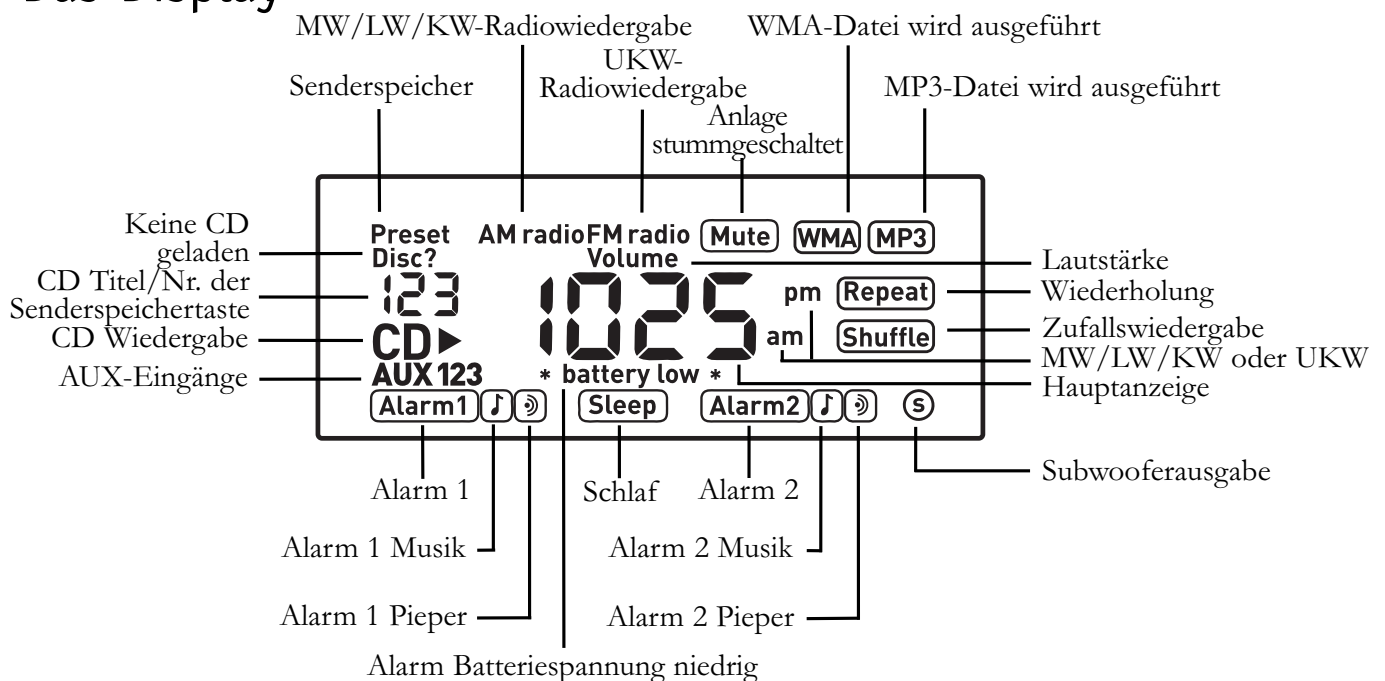 Das Display
MW/LW/KW-Radiowiedergabe
WMA-Datei wird ausgeführt
UKW-
Radiowiedergabe
Senderspeicher
MP3-Datei wird ausgeführt
Anlage
stummgeschaltet
Keine CD
geladen
CD Titel/Nr. der
Senderspeichertaste
CD Wiedergabe
AUX-Eingänge
Preset AM radio FM radio Mute WMA MP3
Disc? Volume
123 1025 pm Repeat
CD am Shuffle
AUX 123 * battery low *
Alarm1 Sleep Alarm2 S
Lautstärke
Wiederholung
Zufallswiedergabe
MW/LW/KW oder UKW
Hauptanzeige
Subwooferausgabe
Alarm 1
Schlaf
Alarm 2
Alarm 1 Musik
Alarm 2 Musik
Alarm 1 Pieper
Alarm 2 Pieper
Alarm Batteriespannung niedrig